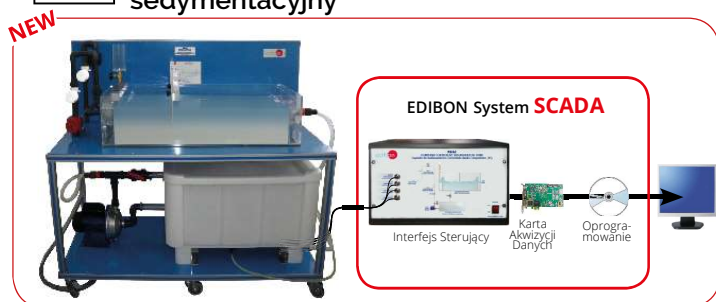 sedymentacyjny
NEW
EDIBON System SCADA
Interfejs Sterujący
Karta
Akwizycji
Danych
Oprogra-
mowanie